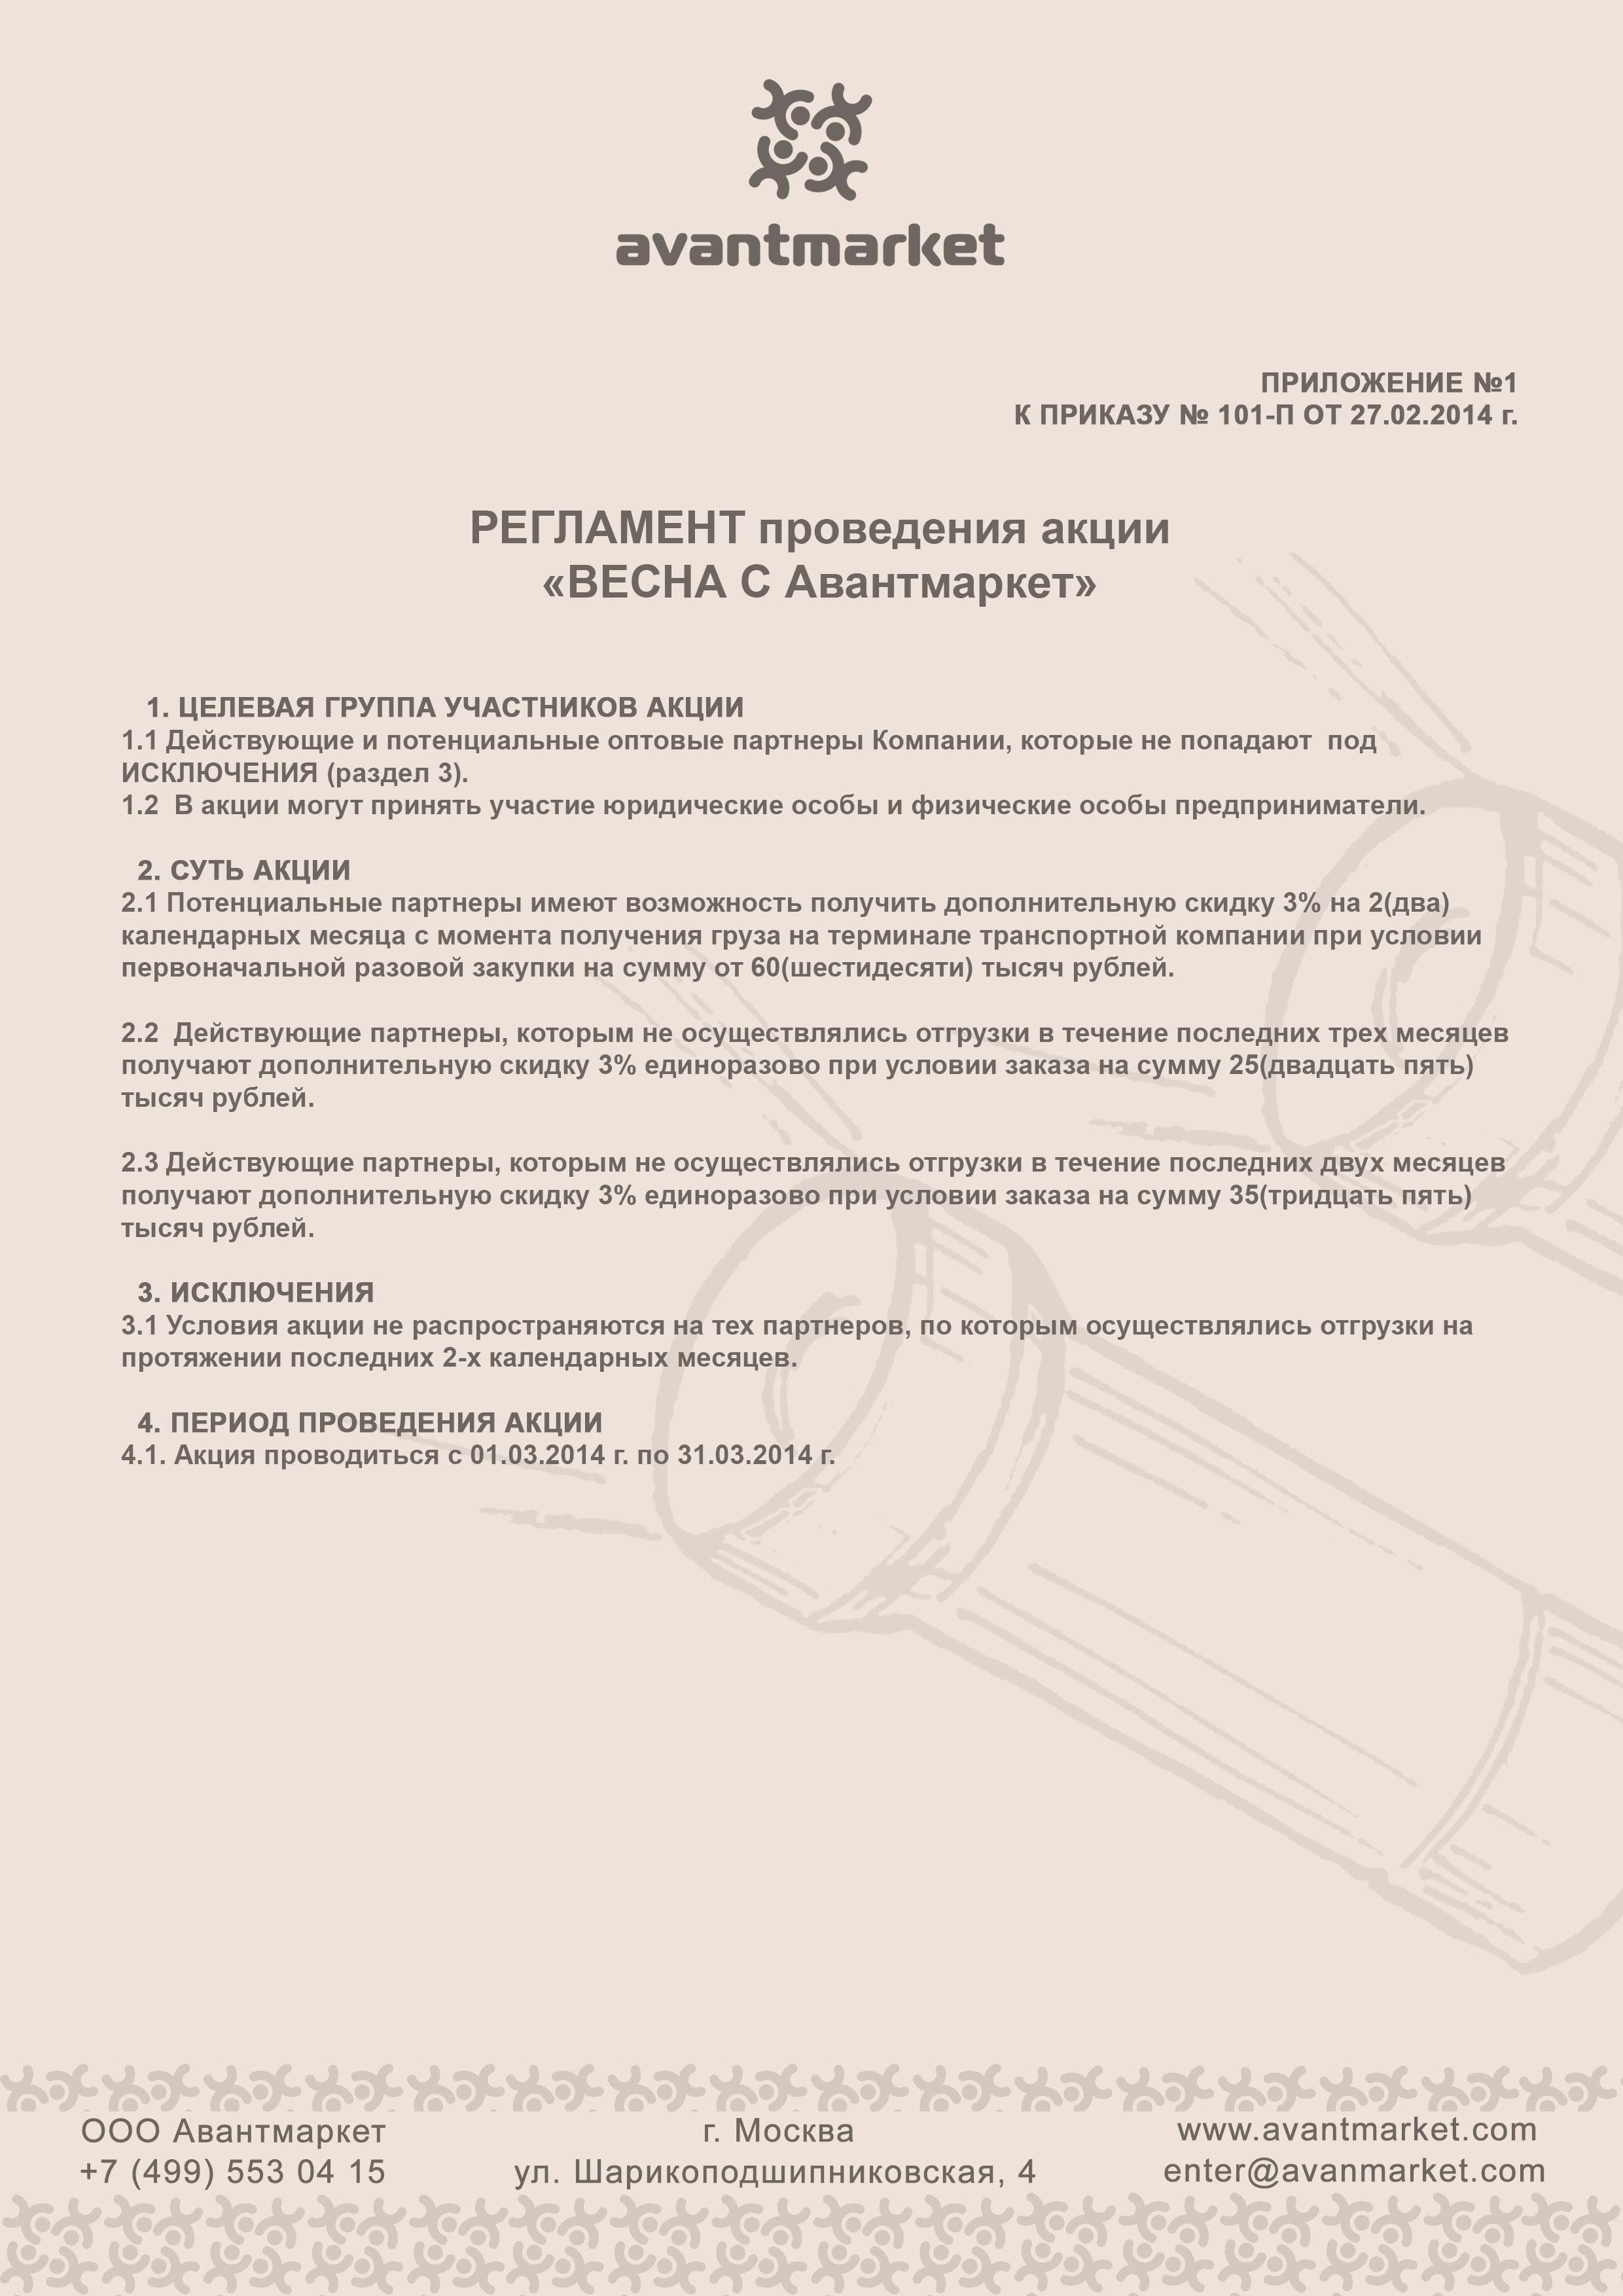 avantmarket
ПРИЛОЖЕНИЕ №1
К ПРИКАЗУ № 101-П ОТ 27.02.2014 г.
РЕГЛАМЕНТ проведения акции
«ВЕСНА С Авантмаркет»
1. ЦЕЛЕВАЯ ГРУППА УЧАСТНИКОВ АКЦИИ
1.1 Действующие и потенциальные оптовые партнеры Компании, которые не попадают под
ИСКЛЮЧЕНИЯ (раздел 3).
1.2 В акции могут принять участие юридические особы и физические особы предприниматели.
2. СУТЬ АКЦИИ
2.1 Потенциальные партнеры имеют возможность получить дополнительную скидку 3% на 2(два)
календарных месяца с момента получения груза на терминале транспортной компании при условии
первоначальной разовой закупки на сумму от 60(шестидесяти) тысяч рублей.
2.2 Действующие партнеры, которым не осуществлялись отгрузки в течение последних трех месяцев
получают дополнительную скидку 3% единоразово при условии заказа на сумму 25(двадцать пять)
тысяч рублей.
2.3 Действующие партнеры, которым не осуществлялись отгрузки в течение последних двух месяцев
получают дополнительную скидку 3% единоразово при условии заказа на сумму 35(тридцать пять)
тысяч рублей.
3. ИСКЛЮЧЕНИЯ
3.1 Условия акции не распространяются на тех партнеров, по которым осуществлялись отгрузки на
протяжении последних 2-х календарных месяцев.
4. ПЕРИОД ПРОВЕДЕНИЯ АКЦИИ
4.1. Акция проводиться с 01.03.2014 г. по 31.03.2014 г.
ООО Авантмаркет
+7 (499) 553 04 15
г. Москва
ул. Шарикоподшипниковская, 4
www.avantmarket.com
enter@avanmarket.com